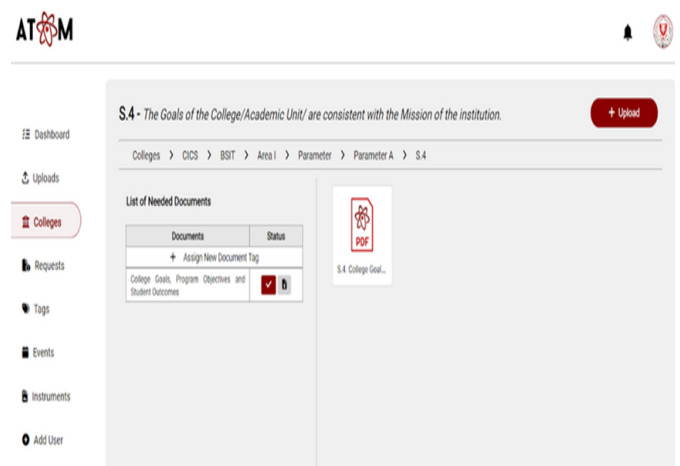 ATOM
Dashboard
Uploads
Colleges
Requests
Tags
Events
Instruments
Add User
S.4 - The Goals of the College/Academic Unit/ are consistent with the Mission of the institution.
+ Upload
Colleges > CICS > BSIT > Area I > Parameter > Parameter A > S.4
List of Needed Documents
Documents Status
+ Assign New Document Tag
College Goals, Program Objectives and
Student Outcomes
PDF
S.4. College Goal...